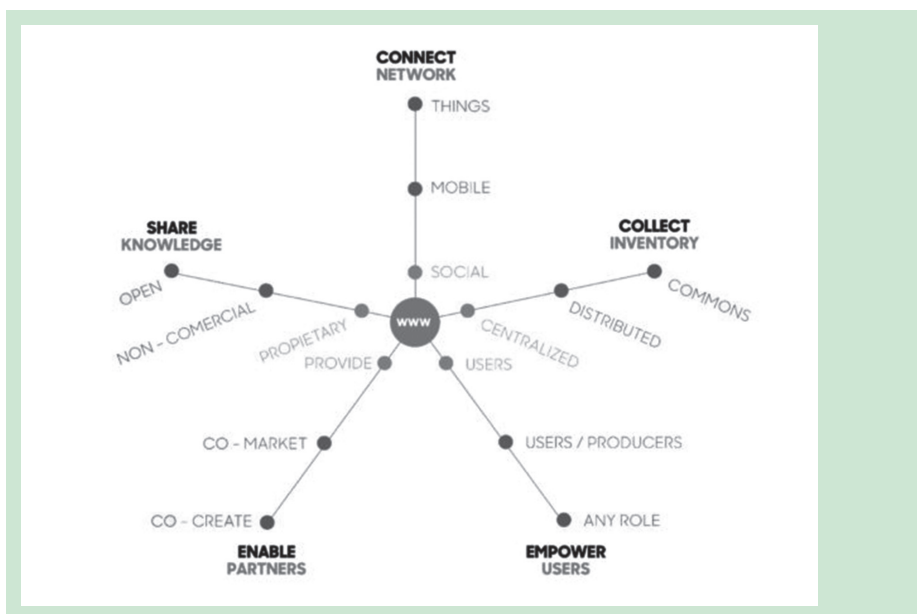 CONNECT
NETWORK
THINGS
MOBILE
SOCIAL
SHARE
KNOWLEDGE
OPEN
NON - COMERCIAL
PROPIETARY
COLLECT
INVENTORY
COMMONS
DISTRIBUTED
CENTRALIZED
WWW
PROVIDE
CO - MARKET
CO - CREATE
ENABLE
PARTNERS
USERS
USERS / PRODUCERS
ANY ROLE
EMPOWER
USERS